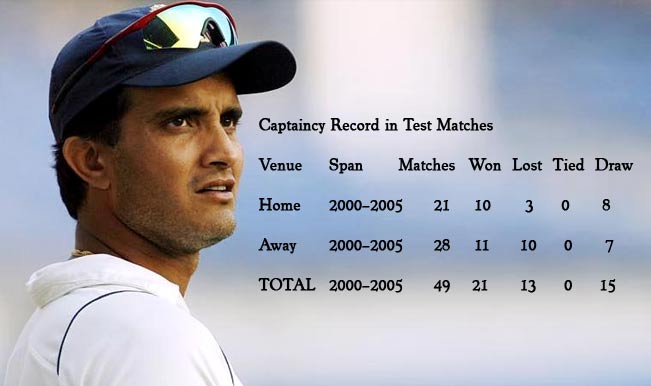 Captaincy Record in Test Matches
Venue Span Matches Won Lost Tied Draw
Home 2000-2005 21 10 3 0 8
Away 2000-2005 28 11 10 0 7
TOTAL 2000-2005 49 21 13 0 15